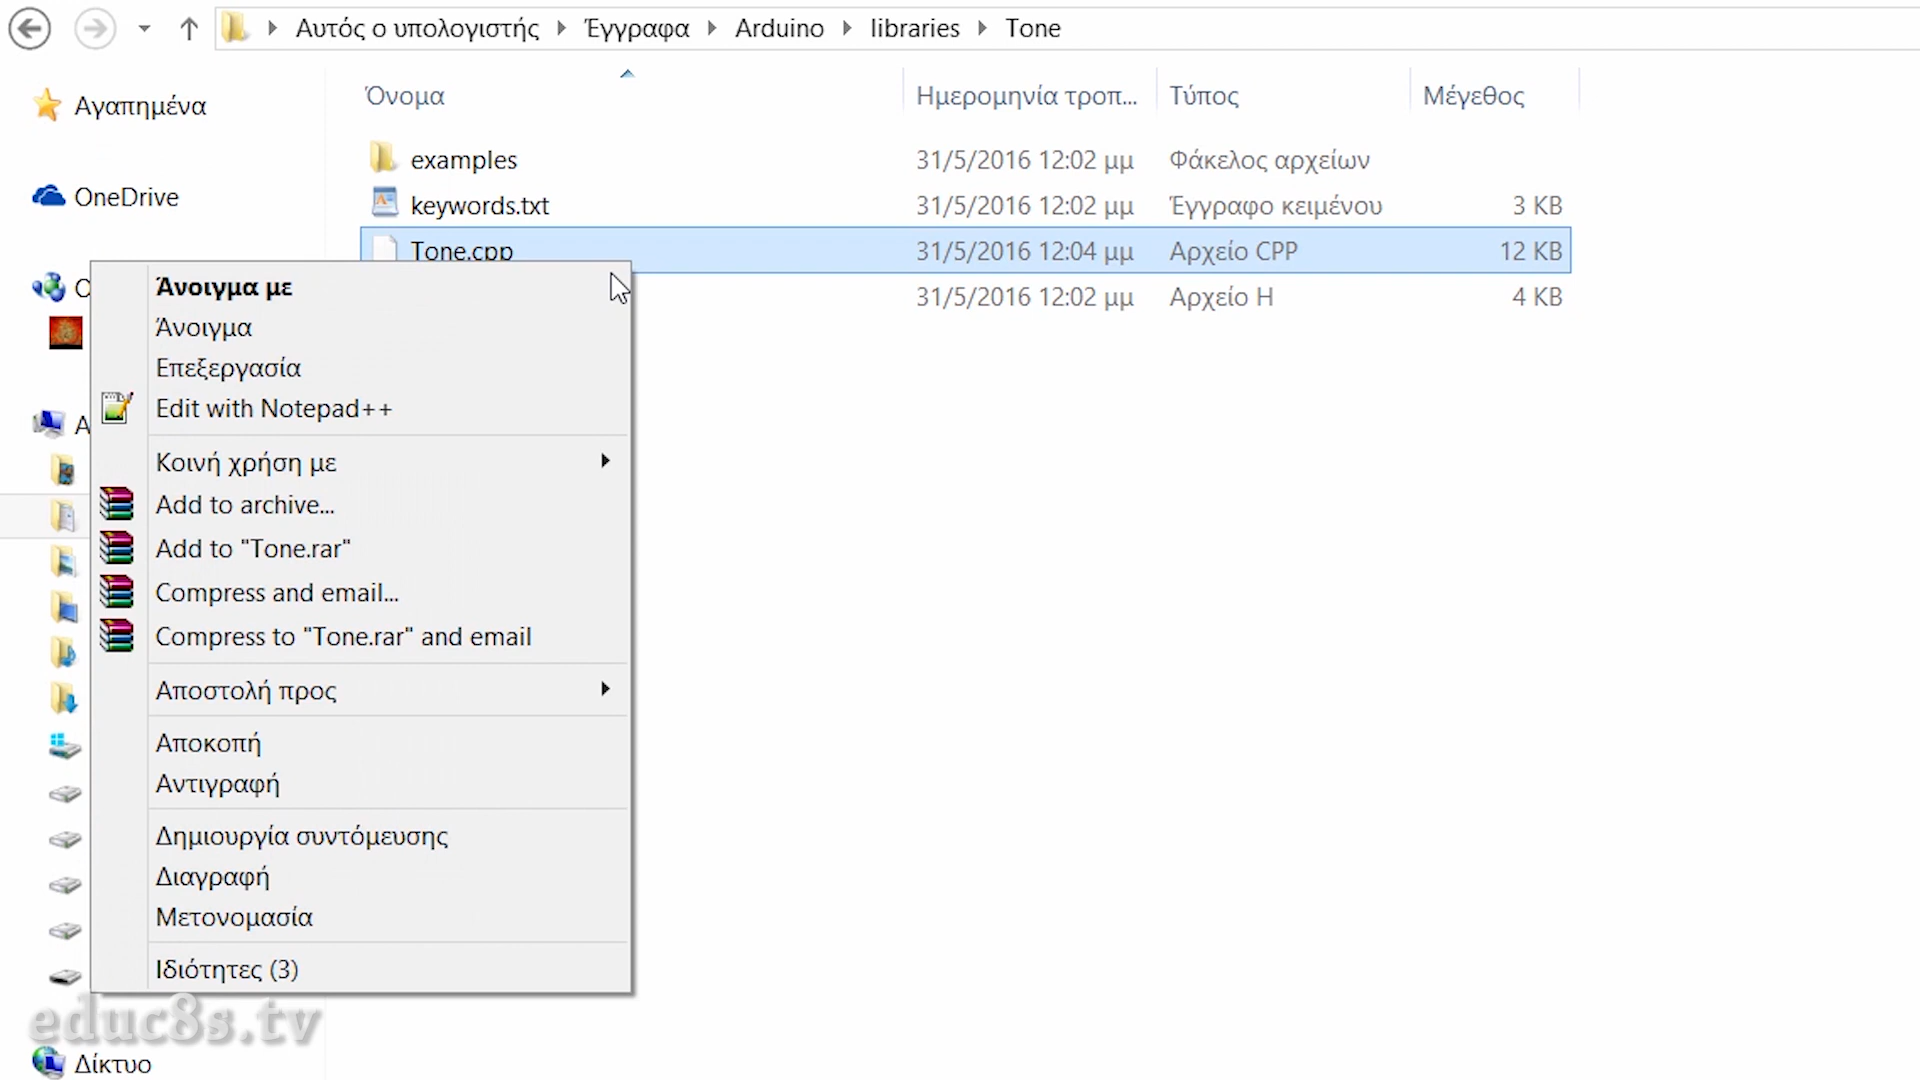 Αυτός ο υπολογιστής Έγγραφα Arduino libraries Tone
Όνομα Ημερομηνία τροπ... Τύπος Μέγεθος
Αγαπημένα
examples 31/5/2016 12:02 μμ Φάκελος αρχείων
OneDrive
keywords.txt 31/5/2016 12:02 μμ Έγγραφο κειμένου 3 KB
Tone.cpp 31/5/2016 12:04 μμ Αρχείο CPP 12 KB
31/5/2016 12:02 μμ Αρχείο H 4 KB
Άνοιγμα με
Άνοιγμα
Επεξεργασία
Edit with Notepad++
Κοινή χρήση με
Add to archive...
Add to "Tone.rar"
Compress and email...
Compress to "Tone.rar" and email
Αποστολή προς
Αποκοπή
Αντιγραφή
Δημιουργία συντόμευσης
Διαγραφή
Μετονομασία
Ιδιότητες (3)
educ8s.tv
Δίκτυο